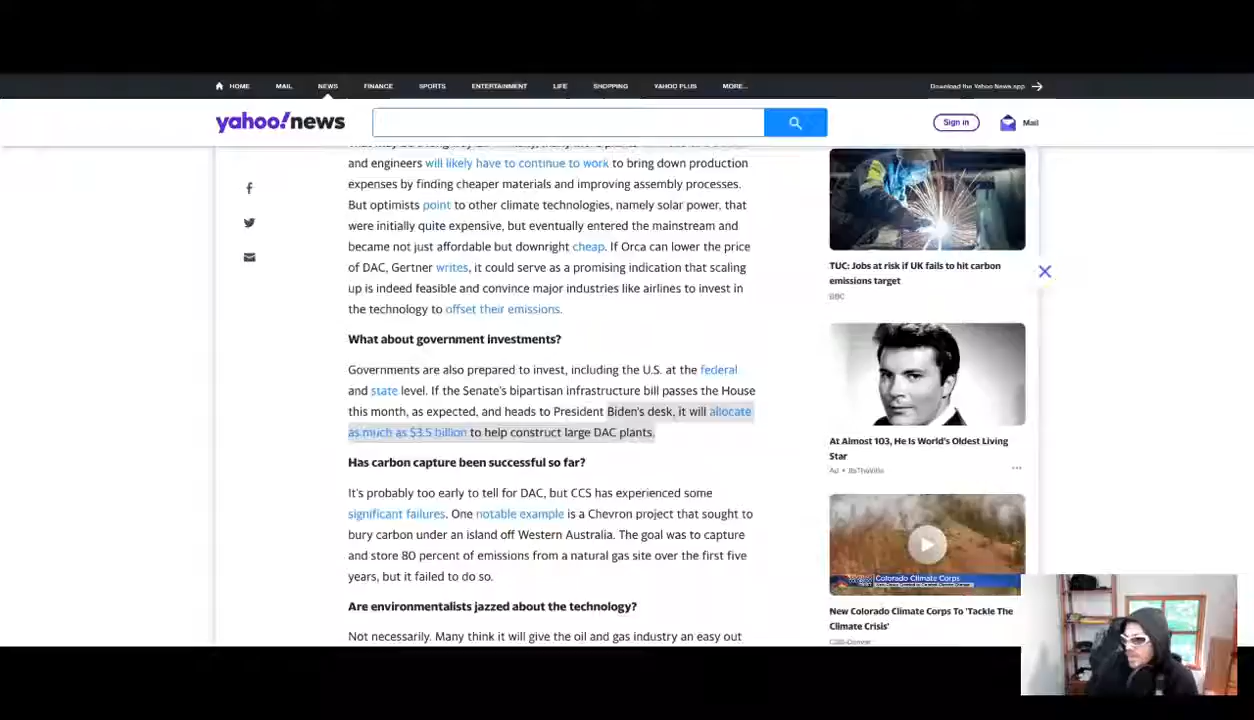 HOME MAIL NEWS FINANCE SPORTS ENTERTAINMENT LIFE SHOPPING YAHOO PLUS MORE... Download the Yahoo News app
yahoo!news Sign in Mail
and engineers will likely have to continue to work to bring down production
expenses by finding cheaper materials and improving assembly processes.
But optimists point to other climate technologies, namely solar power, that
were initially quite expensive, but eventually entered the mainstream and
became not just affordable but downright cheap. If Orca can lower the price
of DAC, Gertner writes, it could serve as a promising indication that scaling
up is indeed feasible and convince major industries like airlines to invest in
the technology to offset their emissions.
What about government investments?
Governments are also prepared to invest, including the U.S. at the federal
and state level. If the Senate's bipartisan infrastructure bill passes the House
this month, as expected, and heads to President Biden's desk, it will allocate
as much as $3.5 billion to help construct large DAC plants.
Has carbon capture been successful so far?
It's probably too early to tell for DAC, but CCS has experienced some
significant failures. One notable example is a Chevron project that sought to
bury carbon under an island off Western Australia. The goal was to capture
and store 80 percent of emissions from a natural gas site over the first five
years, but it failed to do so.
Are environmentalists jazzed about the technology?
Not necessarily. Many think it will give the oil and gas industry an easy out
TUC: Jobs at risk if UK fails to hit carbon
emissions target
BBC
At Almost 103, He Is World's Oldest Living
Star
Ad •
Colorado Climate Corps
New Colorado Climate Corps To 'Tackle The
Climate Crisis'
CBS-Denver